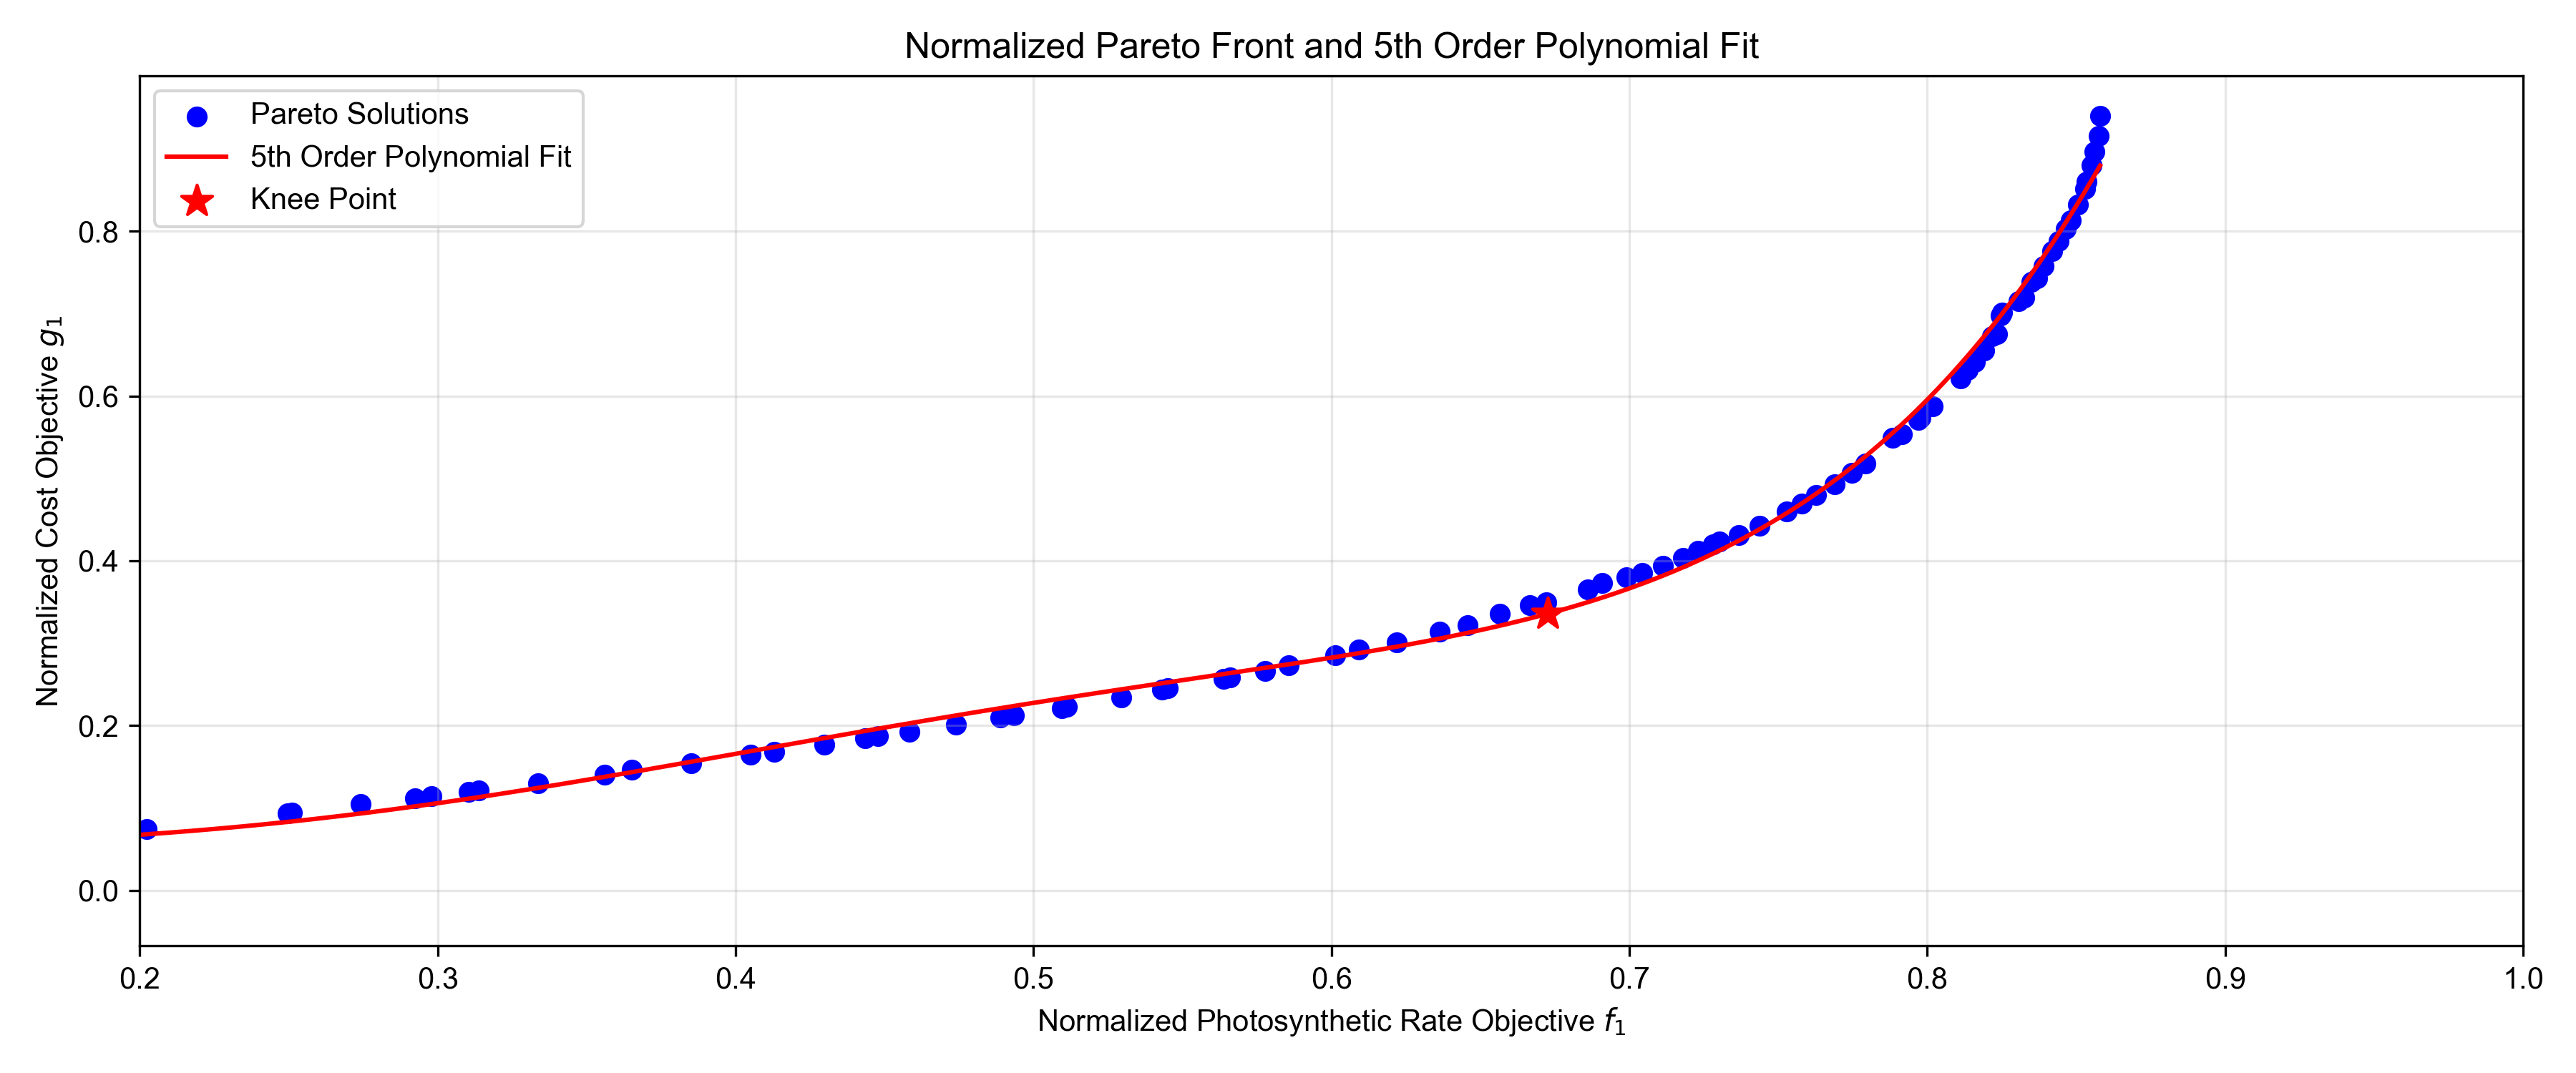 Normalized Pareto Front and 5th Order Polynomial Fit
Pareto Solutions
5th Order Polynomial Fit
Knee Point
Normalized Cost Objective g₁
0.8
0.6
0.4
0.2
0.0
0.2 0.3 0.4 0.5 0.6 0.7 0.8 0.9 1.0
Normalized Photosynthetic Rate Objective f₁